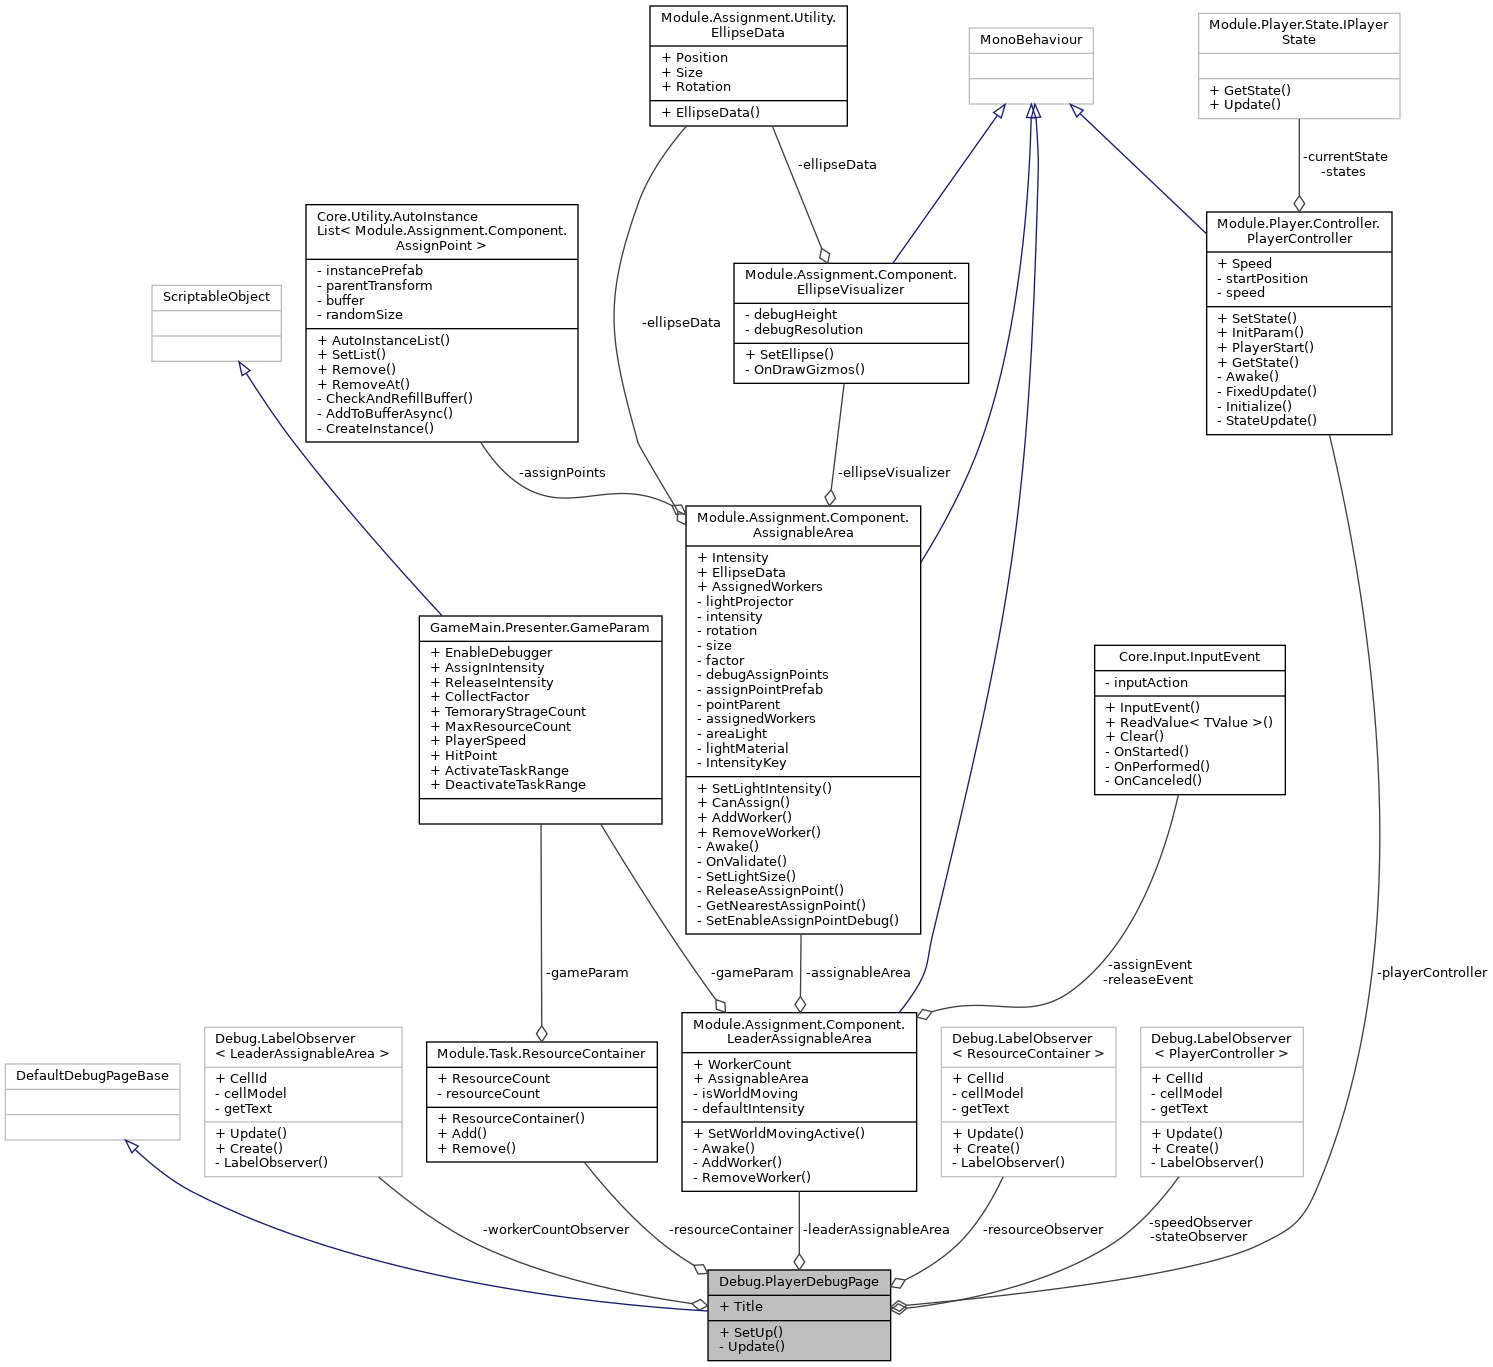 Module.Assignment.Utility.
EllipseData
+ Position
+ Size
+ Rotation
+ EllipseData()
MonoBehaviour
Module.Player.State.IPlayer
State
+ GetState()
+ Update()
-ellipseData
-currentState
-states
Core.Utility.AutoInstance
List< Module.Assignment.Component.
AssignPoint >
- instancePrefab
- parentTransform
- buffer
- randomSize
+ AutoInstanceList()
+ SetList()
+ Remove()
+ RemoveAt()
- CheckAndRefillBuffer()
- AddToBufferAsync()
- CreateInstance()
Module.Player.Controller.
PlayerController
+ Speed
- startPosition
- speed
+ SetState()
+ InitParam()
+ PlayerStart()
+ GetState()
- Awake()
- FixedUpdate()
- Initialize()
- StateUpdate()
Module.Assignment.Component.
EllipseVisualizer
- debugHeight
- debugResolution
+ SetEllipse()
- OnDrawGizmos()
ScriptableObject
-ellipseData
-assignPoints
-ellipseVisualizer
Module.Assignment.Component.
AssignableArea
+ Intensity
+ EllipseData
+ AssignedWorkers
- lightProjector
- intensity
- rotation
- size
- factor
- debugAssignPoints
- assignPointPrefab
- pointParent
- assignedWorkers
- areaLight
- lightMaterial
- IntensityKey
+ SetLightIntensity()
+ CanAssign()
+ AddWorker()
+ RemoveWorker()
- Awake()
- OnValidate()
- SetLightSize()
- ReleaseAssignPoint()
- GetNearestAssignPoint()
- SetEnableAssignPointDebug()
GameMain.Presenter.GameParam
+ EnableDebugger
+ AssignIntensity
+ ReleaseIntensity
+ CollectFactor
+ TemoraryStrageCount
+ MaxResourceCount
+ PlayerSpeed
+ HitPoint
+ ActivateTaskRange
+ DeactivateTaskRange
Core.Input.InputEvent
- inputAction
+ InputEvent()
+ ReadValue< TValue >()
+ Clear()
- OnStarted()
- OnPerformed()
- OnCanceled()
-gameParam
-gameParam
-assignableArea
-assignEvent
-releaseEvent
-playerController
DefaultDebugPageBase
Debug.LabelObserver
< LeaderAssignableArea >
+ CellId
- cellModel
- getText
+ Update()
+ Create()
- LabelObserver()
Module.Task.ResourceContainer
+ ResourceCount
- resourceCount
+ ResourceContainer()
+ Add()
+ Remove()
Module.Assignment.Component.
LeaderAssignableArea
+ WorkerCount
+ AssignableArea
- isWorldMoving
- defaultIntensity
+ SetWorldMovingActive()
- Awake()
- AddWorker()
- RemoveWorker()
Debug.LabelObserver
< ResourceContainer >
+ CellId
- cellModel
- getText
+ Update()
+ Create()
- LabelObserver()
Debug.LabelObserver
< PlayerController >
+ CellId
- cellModel
- getText
+ Update()
+ Create()
- LabelObserver()
-workerCountObserver
-resourceContainer
-leaderAssignableArea
-resourceObserver
-speedObserver
-stateObserver
Debug.PlayerDebugPage
+ Title
+ SetUp()
- Update()